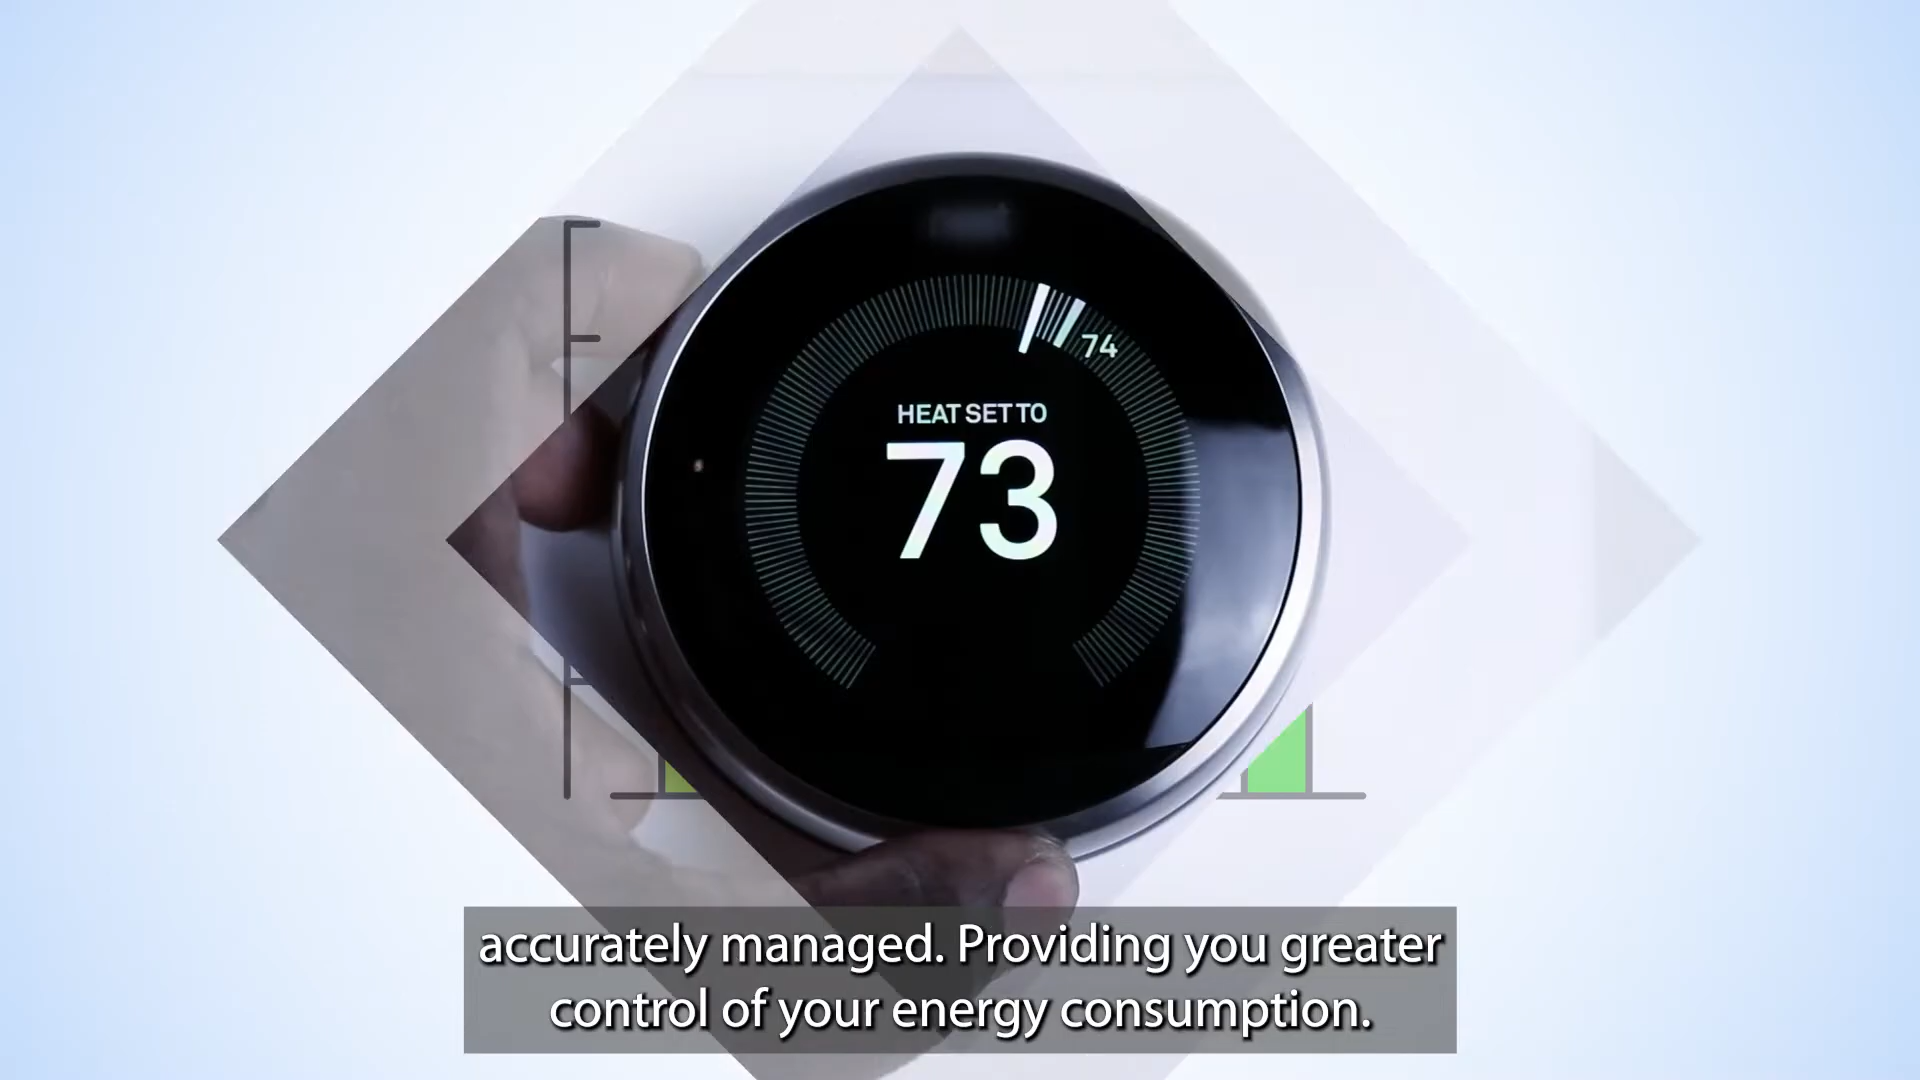 74
HEAT SET TO
73
accurately managed. Providing you greater
control of your energy consumption.